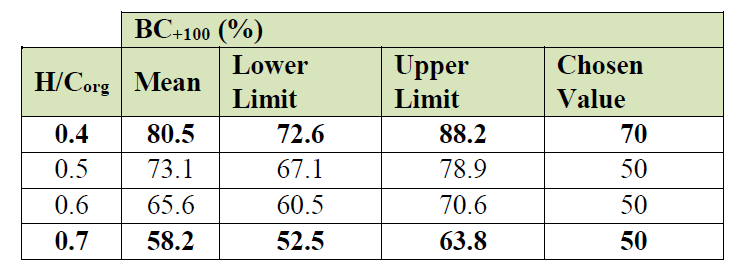 BC+100 (%)
H/Corg Mean Lower Limit Upper Limit Chosen Value
0.4 80.5 72.6 88.2 70
0.5 73.1 67.1 78.9 50
0.6 65.6 60.5 70.6 50
0.7 58.2 52.5 63.8 50